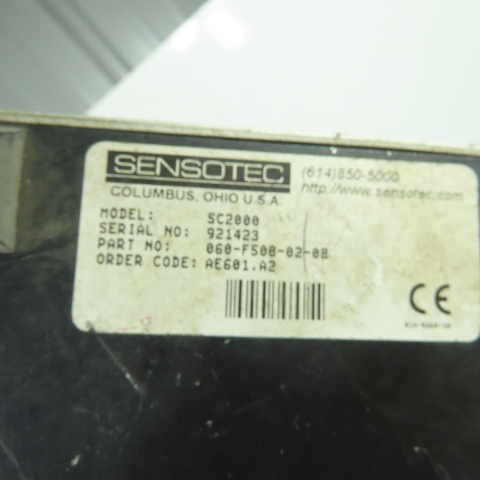 SENSOTEC
(614)850-5000
COLUMBUS, OHIO U.S.A.
http://www.sensotec.com
MODEL: SC2000
SERIAL NO: 921423
PART NO: 060-F508-02-08
ORDER CODE: AE601,A2
CE